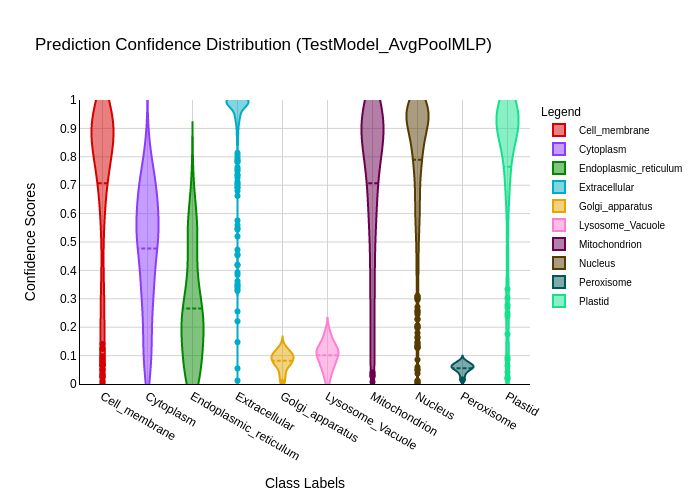 Prediction Confidence Distribution (TestModel_AvgPoolMLP)
Legend
Cell_membrane
Cytoplasm
Endoplasmic_reticulum
Extracellular
Golgi_apparatus
Lysosome_Vacuole
Mitochondrion
Nucleus
Peroxisome
Plastid
Confidence Scores
1
0.9
0.8
0.7
0.6
0.5
0.4
0.3
0.2
0.1
0
Cell_membrane
Cytoplasm
Endoplasmic_reticulum
Extracellular
Golgi_apparatus
Lysosome_Vacuole
Mitochondrion
Nucleus
Peroxisome
Plastid
Class Labels